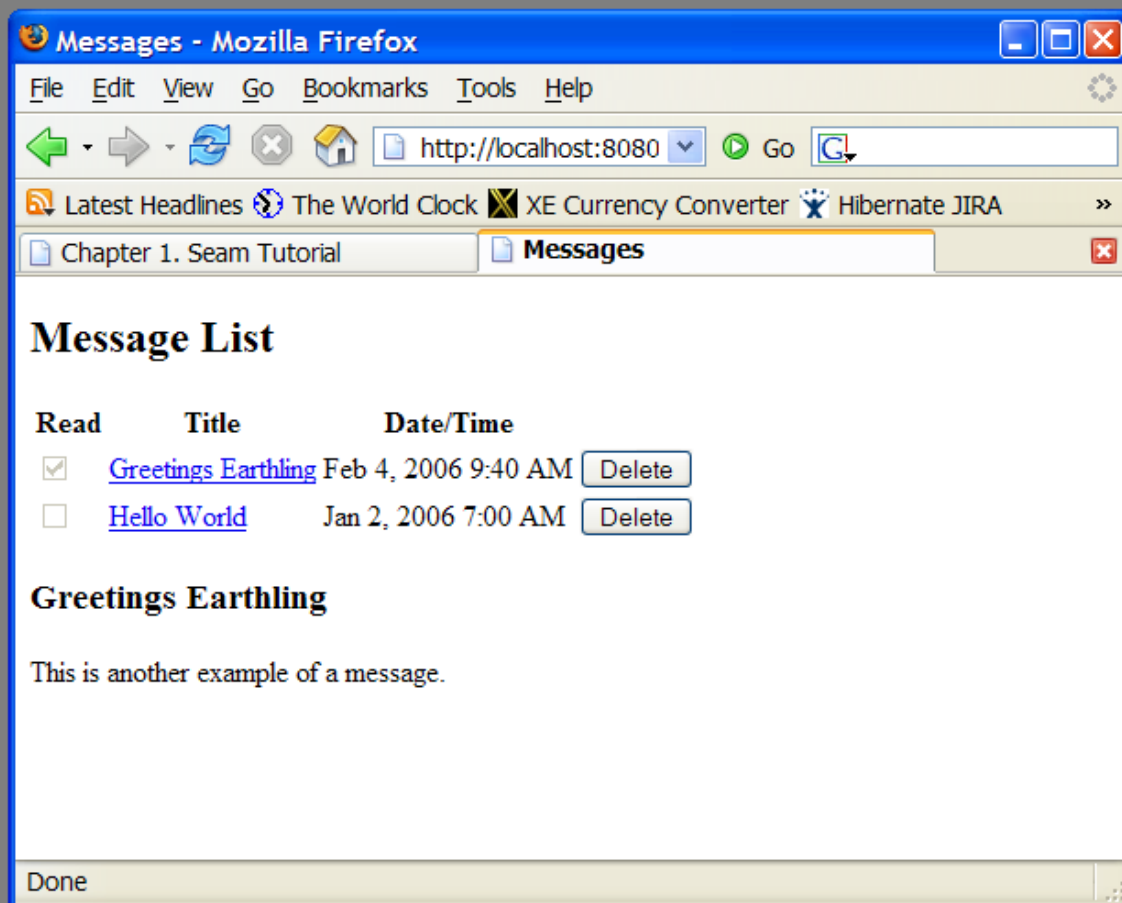 Messages - Mozilla Firefox
File Edit View Go Bookmarks Tools Help
http://localhost:8080 Go G
Latest Headlines The World Clock XE Currency Converter Hibernate JIRA »
Chapter 1. Seam Tutorial Messages
Message List
Read Title Date/Time
Greetings Earthling Feb 4, 2006 9:40 AM Delete
Hello World Jan 2, 2006 7:00 AM Delete
Greetings Earthling
This is another example of a message.
Done